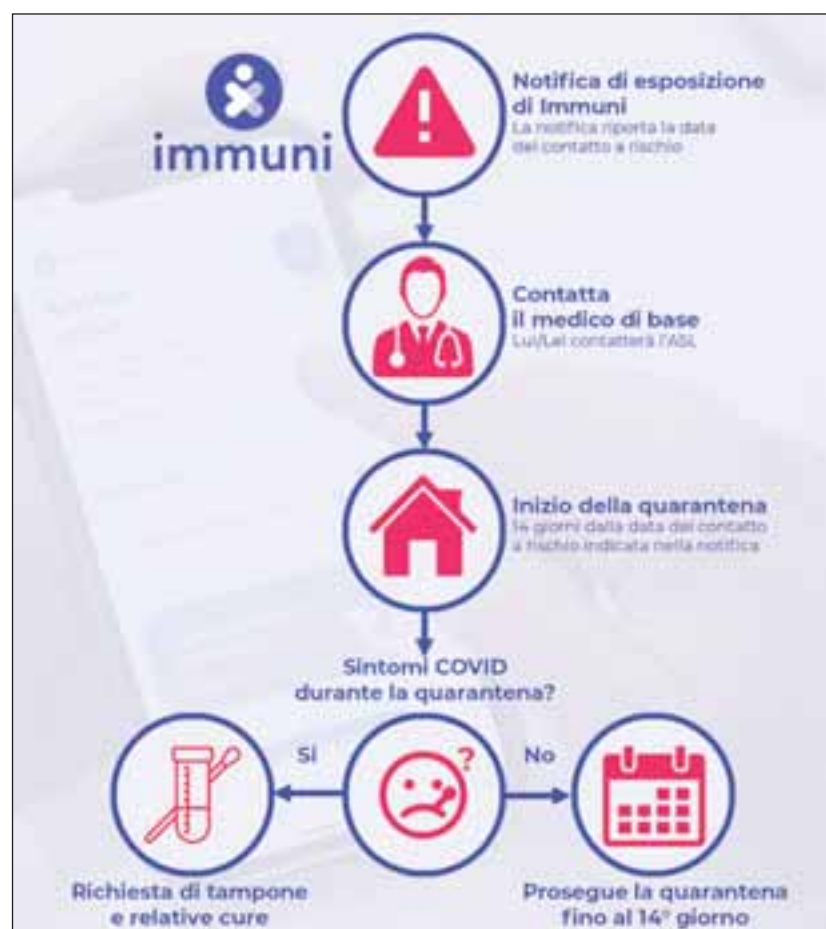 immuni
Notifica di esposizione
di Immuni
La notifica riporta la data
del contatto a rischio
Contatta
il medico di base
Lui/Lei contatterà l'ASL
Inizio della quarantena
14 giorni dalla data del contatto
a rischio indicata nella notifica
Sintomi COVID
durante la quarantena?
Si
?
No
Richiesta di tampone
e relative cure
Prosegue la quarantena
fino al 14° giorno